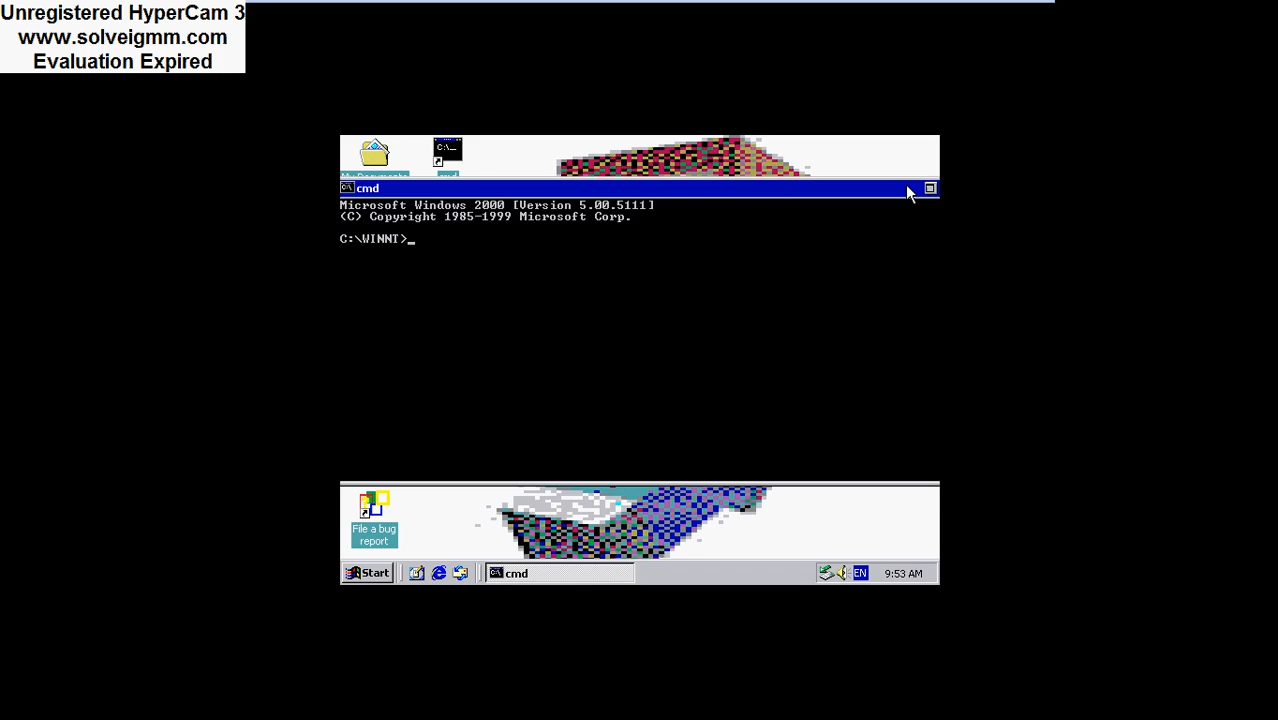 Unregistered HyperCam 3
www.solveigmm.com
Evaluation Expired
C:\_
cmd
Microsoft Windows 2000 [Version 5.00.5111]
(C) Copyright 1985-1999 Microsoft Corp.
C:\WINNT>_
File a bug
report
Start
cmd
EN
9:53 AM